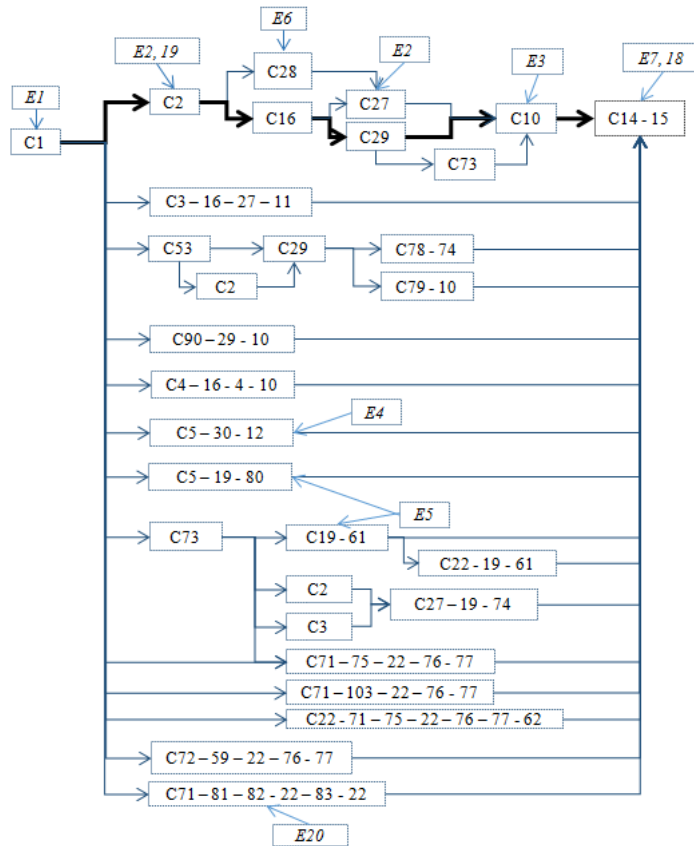 E6
E2, 19
E2
E3
E7, 18
E1
C28
C2
C27
C16
C10
C14 - 15
C1
C29
C73
C3 – 16 – 27 – 11
C53
C29
C78 - 74
C2
C79 - 10
C90 – 29 - 10
C4 – 16 - 4 - 10
E4
C5 – 30 - 12
C5 – 19 - 80
E5
C73
C19 - 61
C22 - 19 - 61
C2
C27 – 19 - 74
C3
C71 – 75 – 22 – 76 - 77
C71 – 103 – 22 – 76 - 77
C22 - 71 – 75 – 22 – 76 – 77 - 62
C72 – 59 – 22 – 76 - 77
C71 – 81 – 82 - 22 – 83 - 22
E20